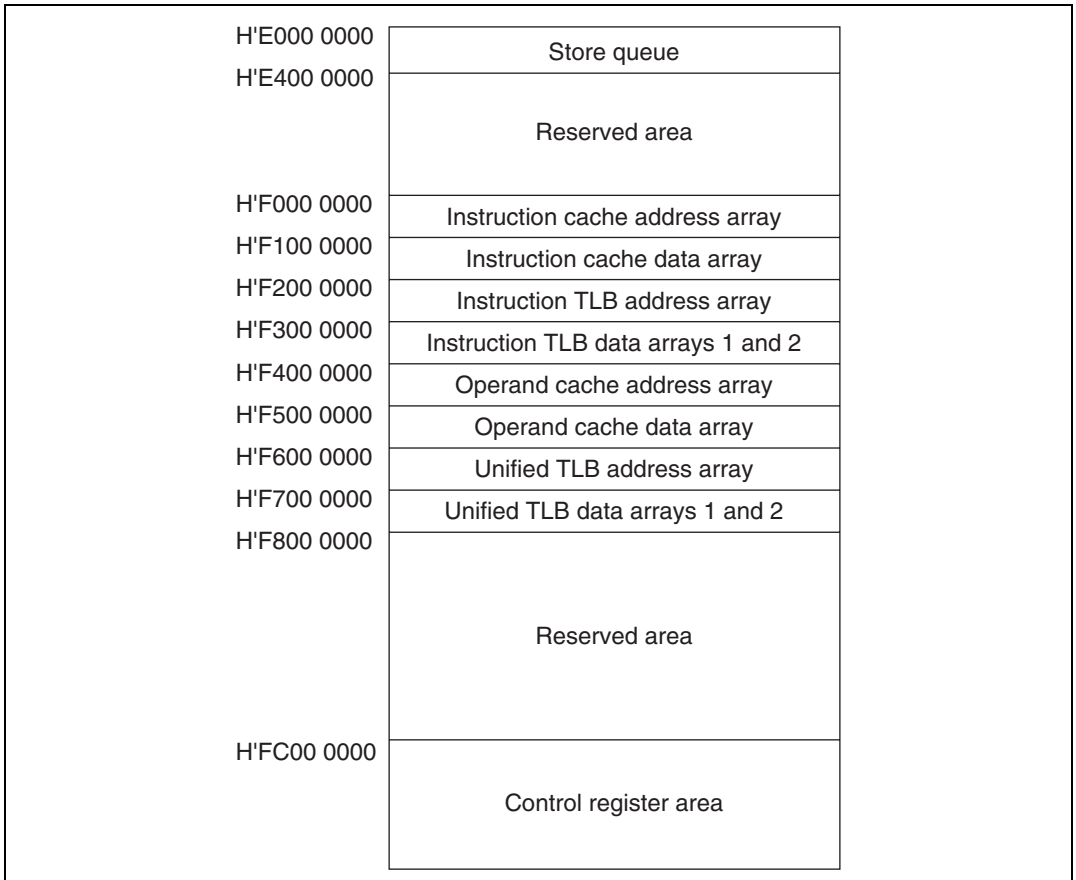 H'E000 0000
Store queue
H'E400 0000
Reserved area
H'F000 0000
Instruction cache address array
H'F100 0000
Instruction cache data array
H'F200 0000
Instruction TLB address array
H'F300 0000
Instruction TLB data arrays 1 and 2
H'F400 0000
Operand cache address array
H'F500 0000
Operand cache data array
H'F600 0000
Unified TLB address array
H'F700 0000
Unified TLB data arrays 1 and 2
H'F800 0000
Reserved area
H'FC00 0000
Control register area